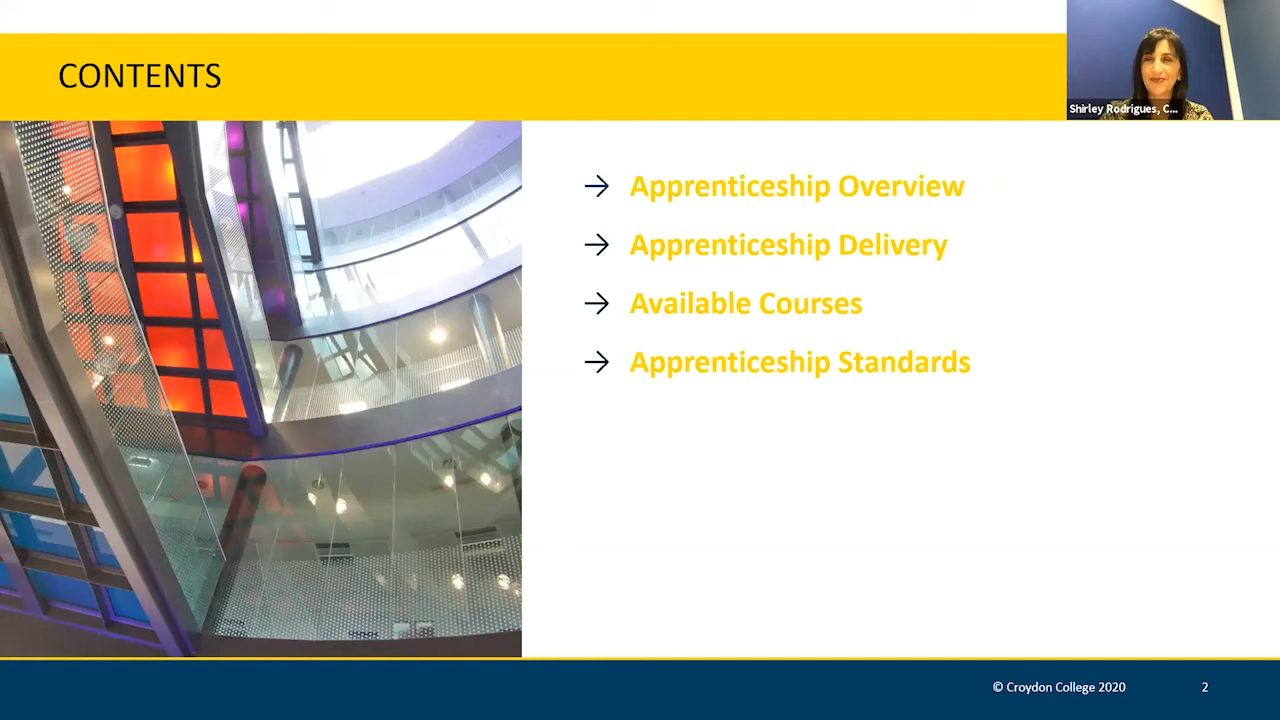 CONTENTS
Shirley Rodrigues, C...
→ Apprenticeship Overview
→ Apprenticeship Delivery
→ Available Courses
→ Apprenticeship Standards
© Croydon College 2020
2